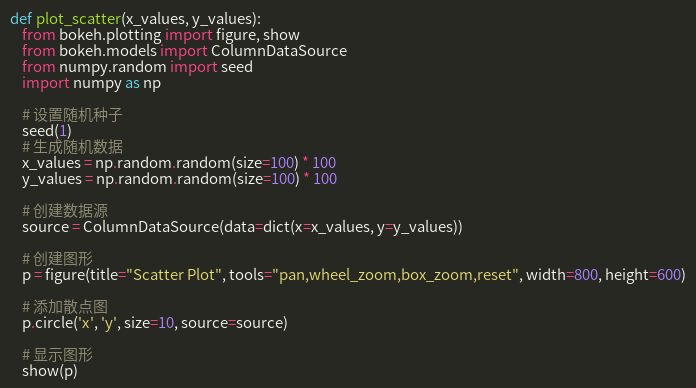 def plot_scatter(x_values, y_values):
    from bokeh.plotting import figure, show
    from bokeh.models import ColumnDataSource
    from numpy.random import seed
    import numpy as np

    # 设置随机种子
    seed(1)
    # 生成随机数据
    x_values = np.random.random(size=100) * 100
    y_values = np.random.random(size=100) * 100

    # 创建数据源
    source = ColumnDataSource(data=dict(x=x_values, y=y_values))

    # 创建图形
    p = figure(title="Scatter Plot", tools="pan,wheel_zoom,box_zoom,reset", width=800, height=600)

    # 添加散点图
    p.circle('x', 'y', size=10, source=source)

    # 显示图形
    show(p)